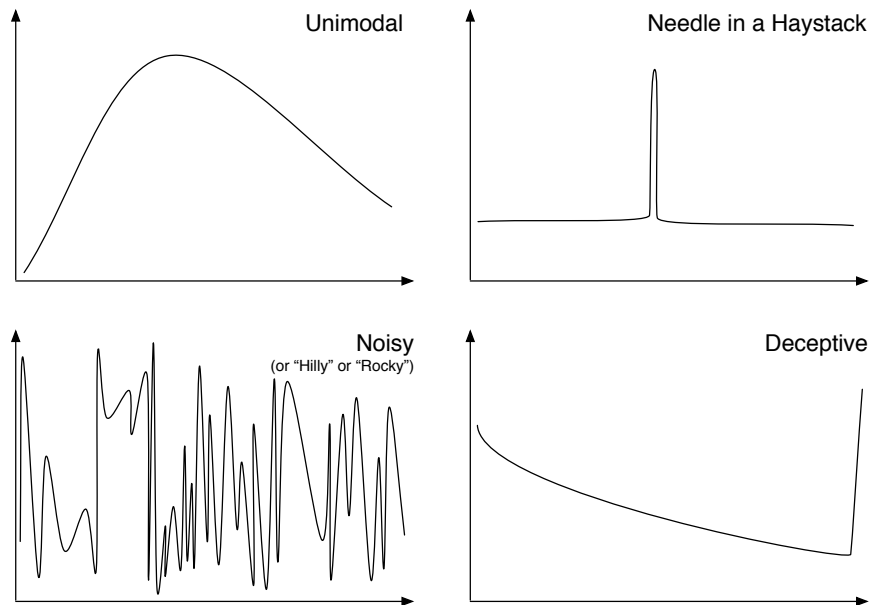 Unimodal
Needle in a Haystack
Noisy
(or “Hilly” or “Rocky”)
Deceptive